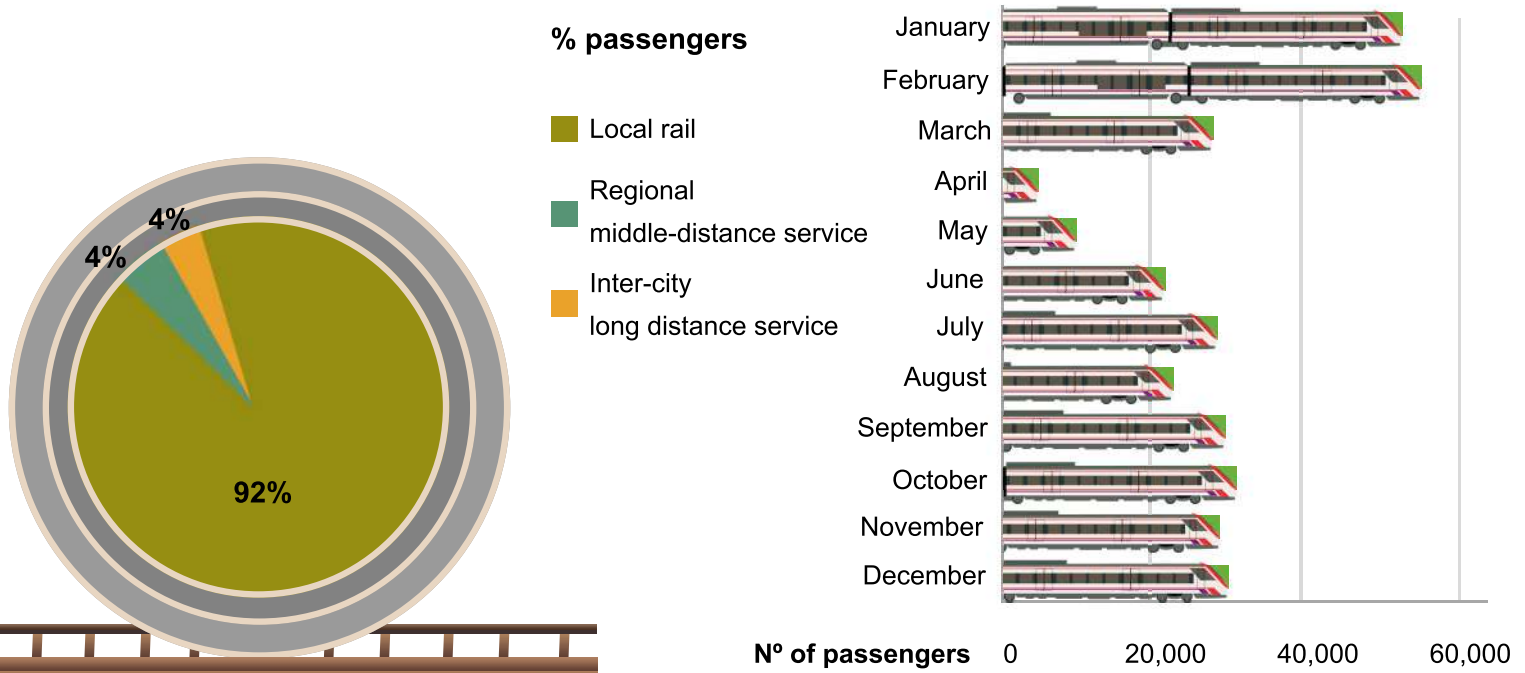 % passengers
Local rail
Regional
middle-distance service
Inter-city
long distance service
4%
4%
92%
January
February
March
April
May
June
July
August
September
October
November
December
Nº of passengers 0 20,000 40,000 60,000